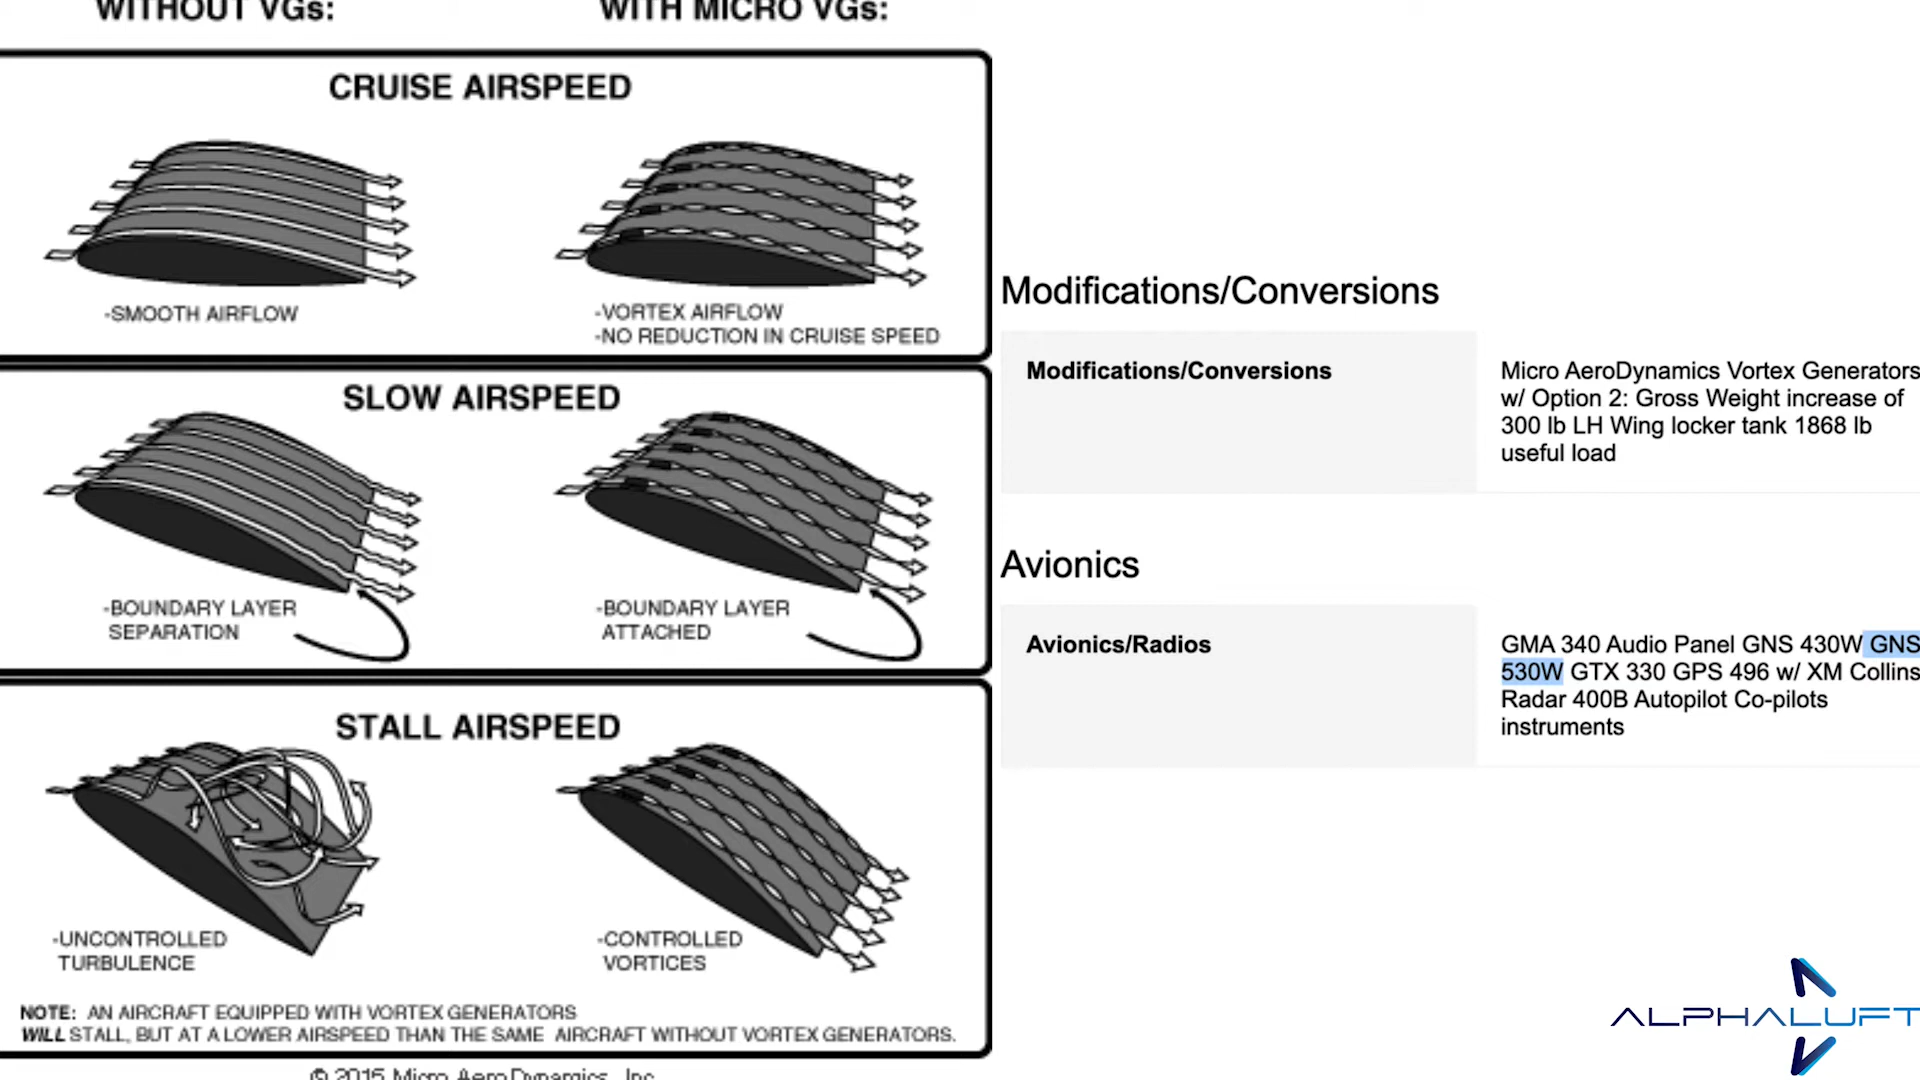 WITHOUT VGs:
WITH MICRO VGs:
CRUISE AIRSPEED
-SMOOTH AIRFLOW
-VORTEX AIRFLOW
-NO REDUCTION IN CRUISE SPEED
SLOW AIRSPEED
-BOUNDARY LAYER
SEPARATION
-BOUNDARY LAYER
ATTACHED
STALL AIRSPEED
-UNCONTROLLED
TURBULENCE
-CONTROLLED
VORTICES
NOTE: AN AIRCRAFT EQUIPPED WITH VORTEX GENERATORS
WILL STALL, BUT AT A LOWER AIRSPEED THAN THE SAME AIRCRAFT WITHOUT VORTEX GENERATORS.
© 2015 Micro AeroDynamics, Inc.
Modifications/Conversions
Modifications/Conversions
Micro AeroDynamics Vortex Generators
w/ Option 2: Gross Weight increase of
300 lb LH Wing locker tank 1868 lb
useful load
Avionics
Avionics/Radios
GMA 340 Audio Panel GNS 430W GNS
530W GTX 330 GPS 496 w/ XM Collins
Radar 400B Autopilot Co-pilots
instruments
ALPHALUFT